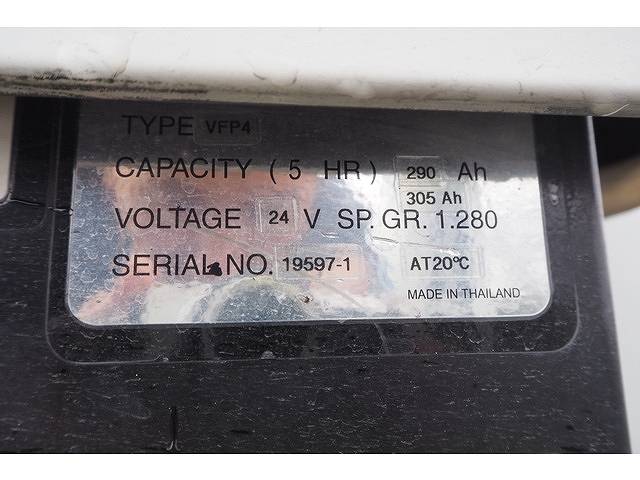 TYPE VFP4
CAPACITY ( 5 HR ) 290 Ah
305 Ah
VOLTAGE 24 V SP. GR. 1.280
SERIAL NO. 19597-1 AT20°C
MADE IN THAILAND